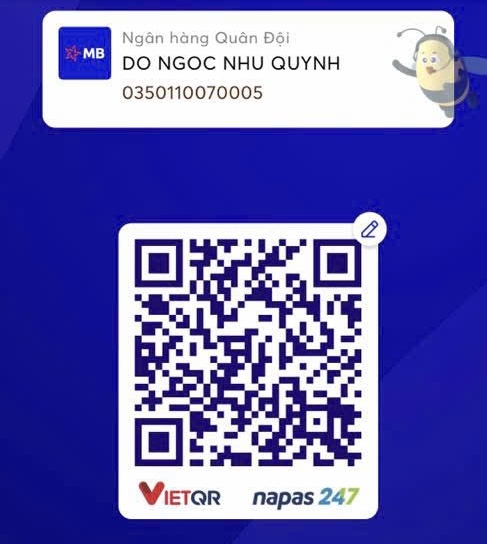 MB
Ngân hàng Quân Đội
DO NGOC NHU QUYNH
0350110070005
VIETQR
napas 247